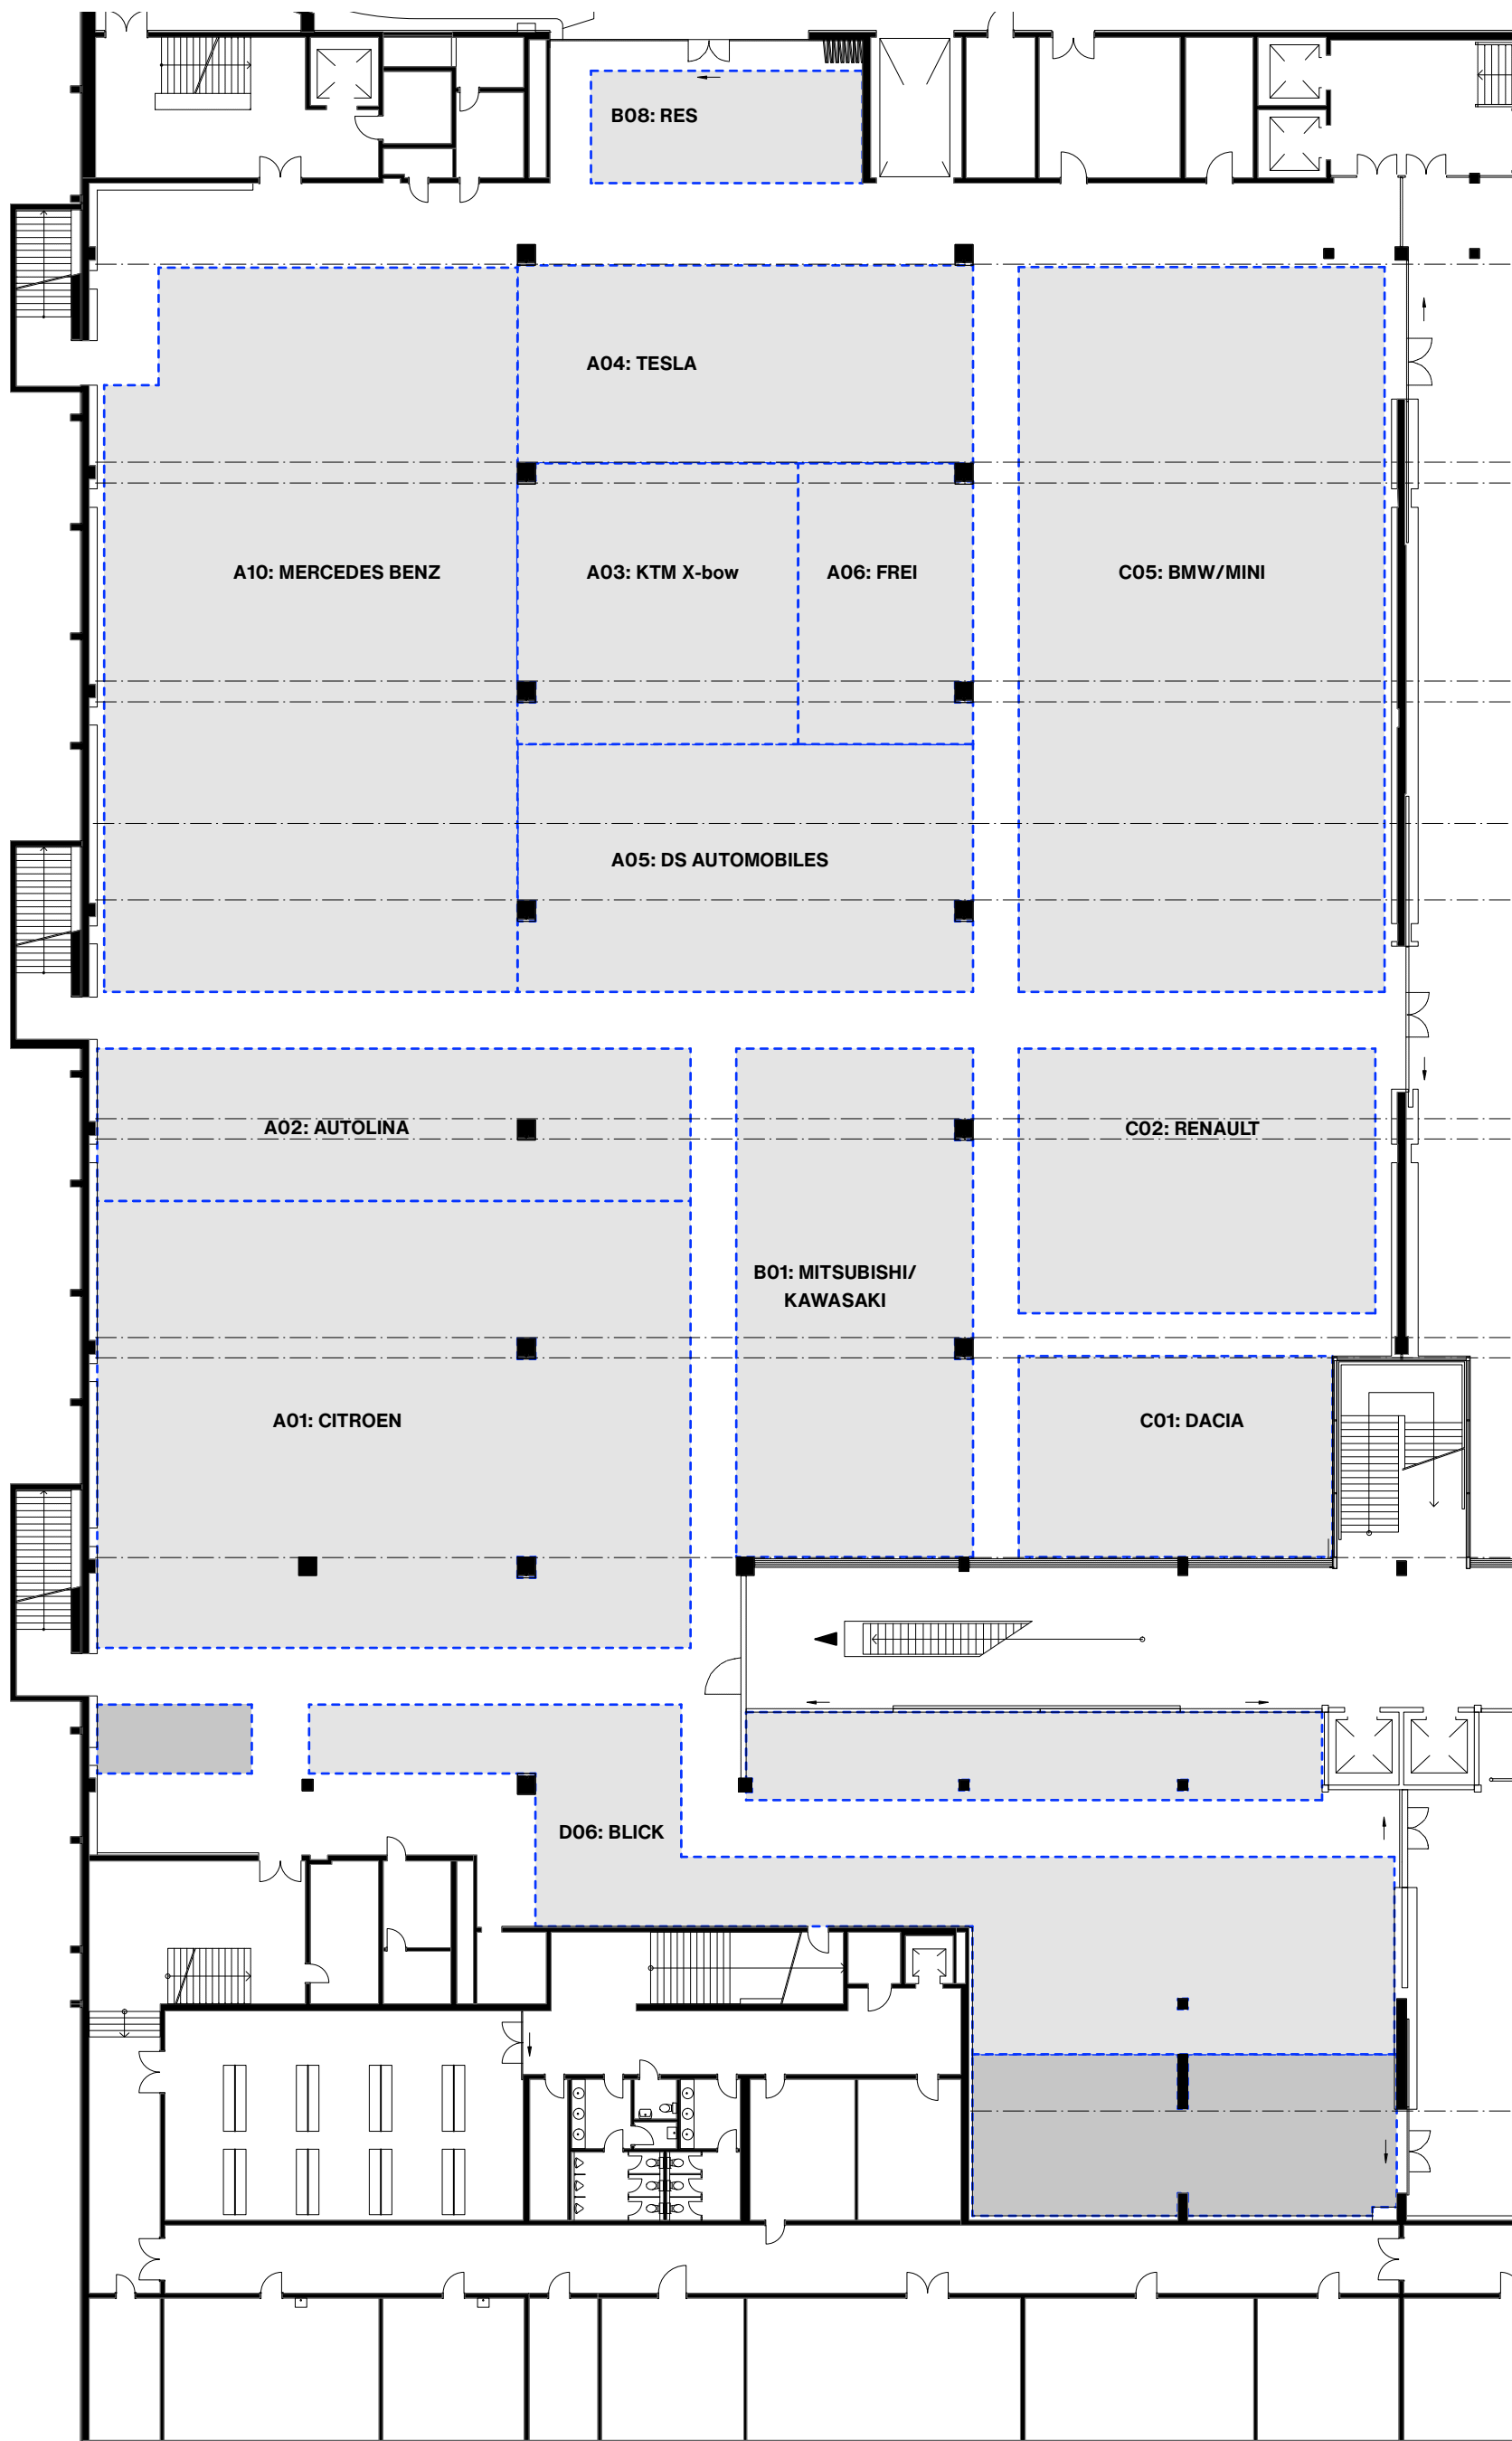 B08: RES
A04: TESLA
A10: MERCEDES BENZ
A03: KTM X-bow
A06: FREI
C05: BMW/MINI
A05: DS AUTOMOBILES
A02: AUTOLINA
C02: RENAULT
B01: MITSUBISHI/
KAWASAKI
A01: CITROEN
C01: DACIA
D06: BLICK